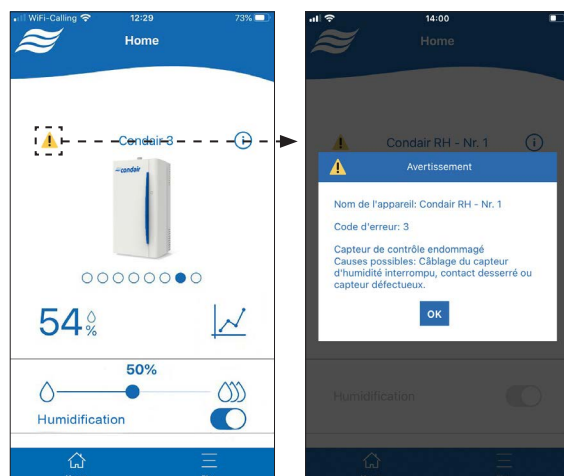 WiFi-Calling 12:29 73%
Home
Condair 3
condair
54 %
50%
Humidification
14:00
Home
Condair RH - Nr. 1
Avertissement
Nom de l'appareil: Condair RH - Nr. 1
Code d'erreur: 3
Capteur de contrôle endommagé
Causes possibles: Câblage du capteur
d'humidité interrompu, contact desserré ou
capteur défectueux.
OK
Humidification